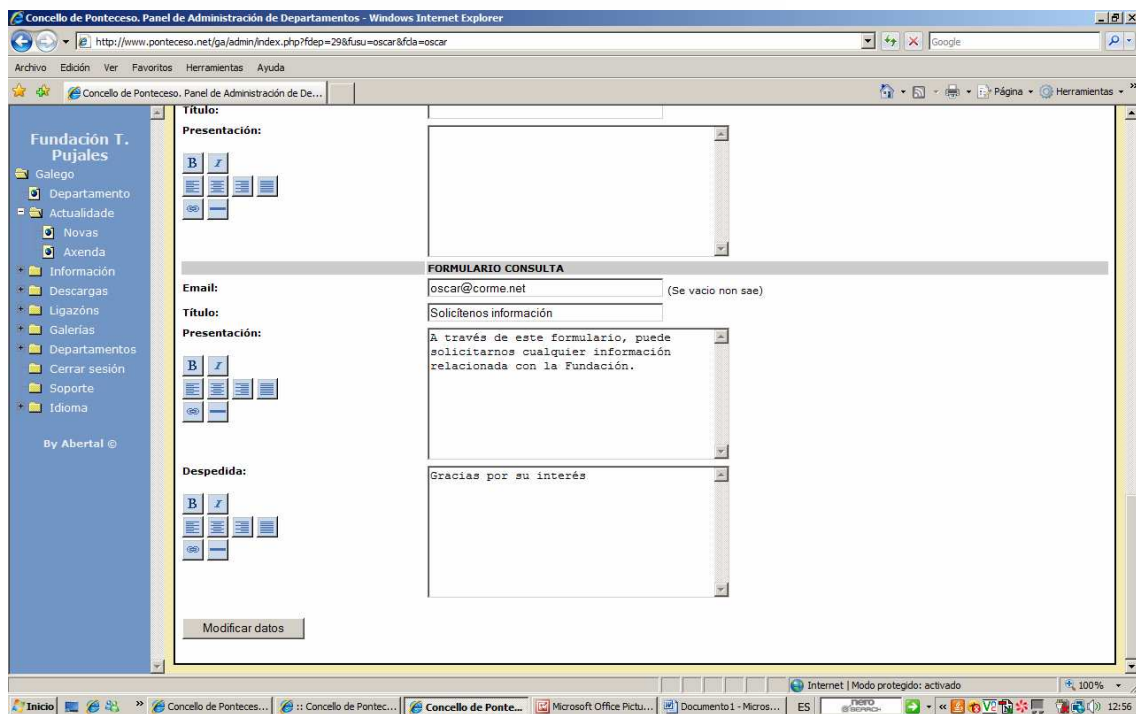 Concello de Ponteceso. Panel de Administración de Departamentos - Windows Internet Explorer
http://www.ponteceso.net/ga/admin/index.php?fdep=29&fusu=oscar&fcla=oscar
Google
Archivo Edición Ver Favoritos Herramientas Ayuda
Concello de Ponteceso. Panel de Administración de De...
Página
Herramientas
Fundación T.
Pujales
Galego
Departamento
Actualidade
Novas
Axenda
Información
Descargas
Ligazóns
Galerías
Departamentos
Cerrar sesión
Soporte
Idioma
By Abertal ©
Título:
Presentación:
B I
FORMULARIO CONSULTA
Email:
oscar@corme.net
(Se vacio non sae)
Título:
Solicítenos información
Presentación:
B I
A través de este formulario, puede
solicitarnos cualquier información
relacionada con la Fundación.
Despedida:
B I
Gracias por su interés
Modificar datos
Internet | Modo protegido: activado
100%
Inicio
Concello de Ponteces...
:: Concello de Pontec...
Concello de Ponte...
Microsoft Office Pictu...
Documento1 - Micros...
ES
nero
SEARCH
12:56